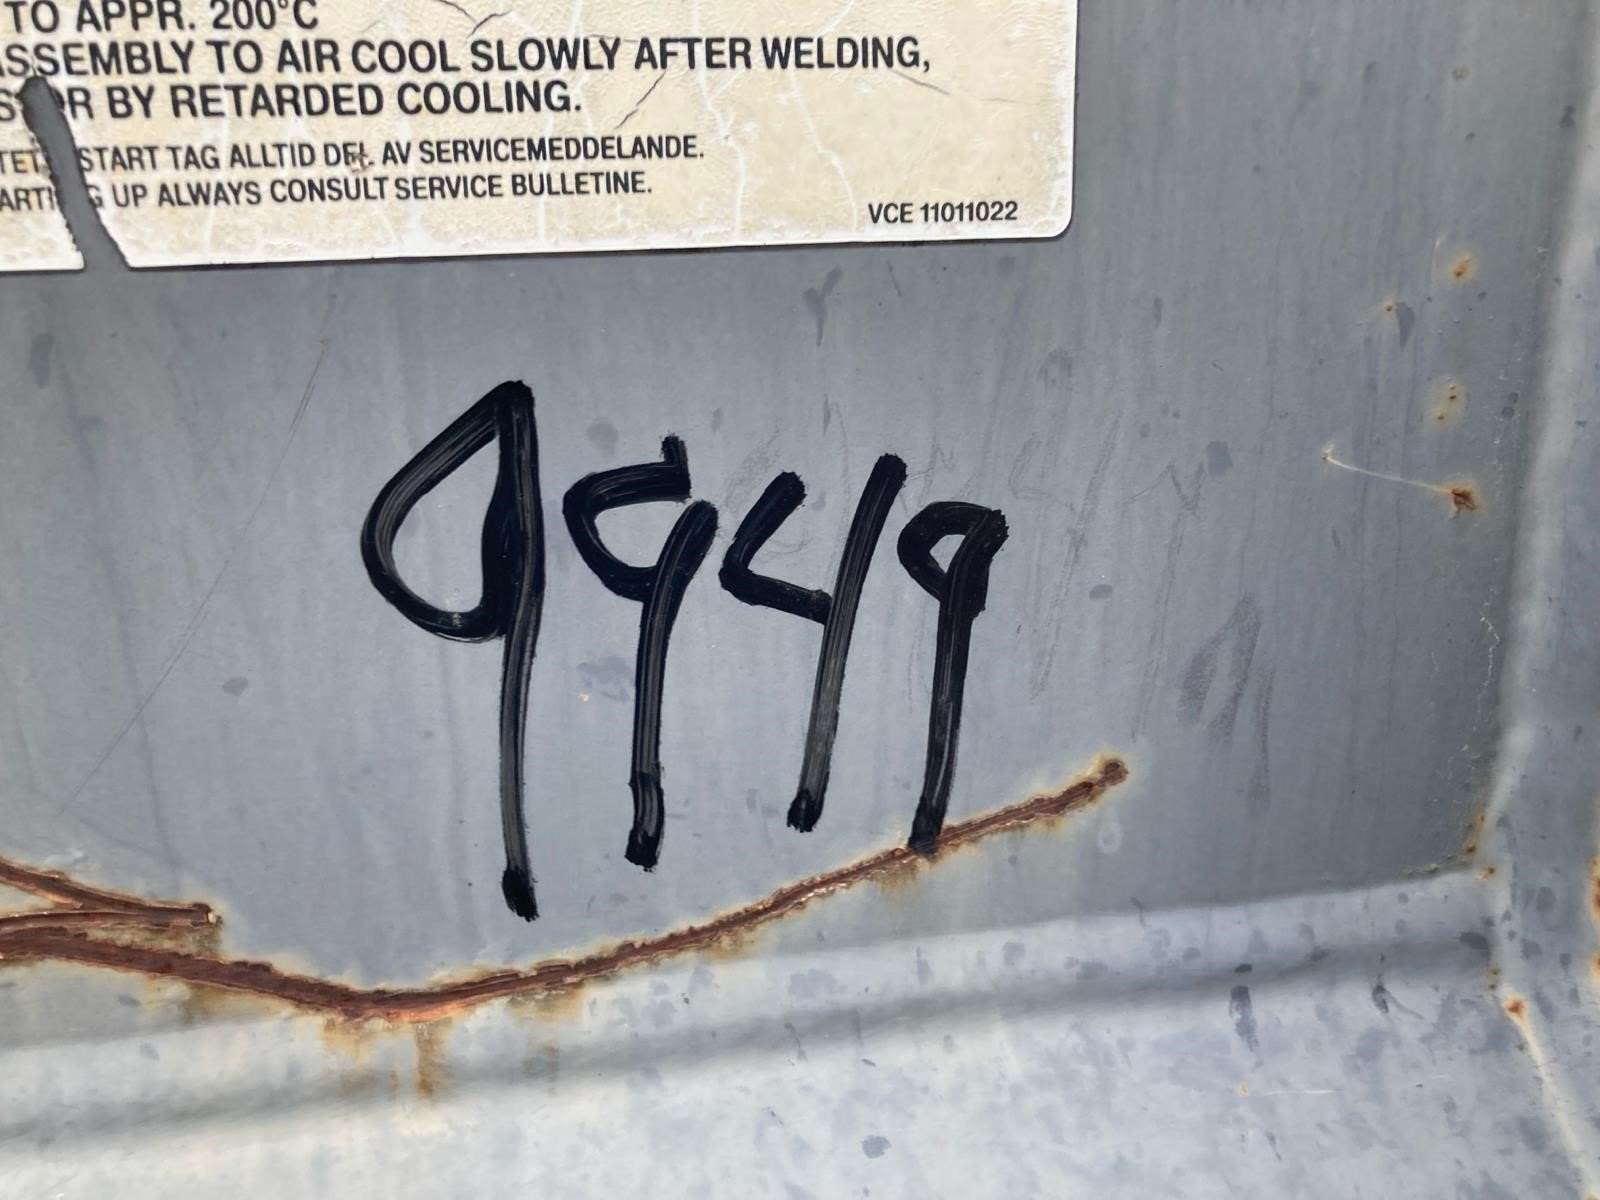 TO APPR. 200°C
ASSEMBLY TO AIR COOL SLOWLY AFTER WELDING,
OR BY RETARDED COOLING.
START TAG ALLTID DEL AV SERVICEMEDDELANDE.
UP ALWAYS CONSULT SERVICE BULLETINE.
VCE 11011022
9949